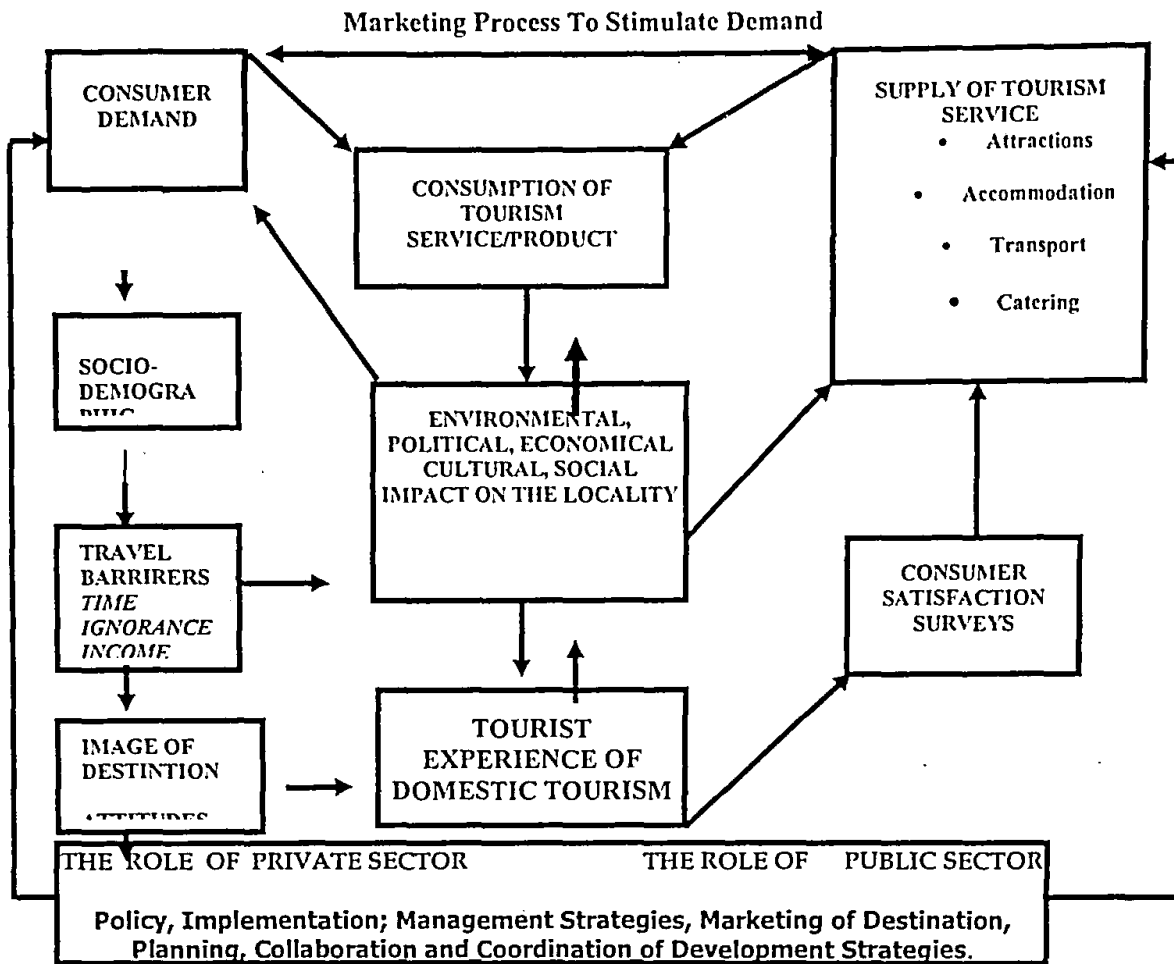 Marketing Process To Stimulate Demand
CONSUMER
DEMAND
SUPPLY OF TOURISM
SERVICE
• Attractions
• Accommodation
• Transport
• Catering
CONSUMPTION OF
TOURISM
SERVICE/PRODUCT
SOCIO-
DEMOGRA
ENVIRONMENTAL,
POLITICAL, ECONOMICAL
CULTURAL, SOCIAL
IMPACT ON THE LOCALITY
TRAVEL
BARRIRERS
TIME
IGNORANCE
INCOME
CONSUMER
SATISFACTION
SURVEYS
IMAGE OF
DESTINTION
ATTITUDES
TOURIST
EXPERIENCE OF
DOMESTIC TOURISM
THE ROLE OF PRIVATE SECTOR THE ROLE OF PUBLIC SECTOR
Policy, Implementation; Management Strategies, Marketing of Destination,
Planning, Collaboration and Coordination of Development Strategies.